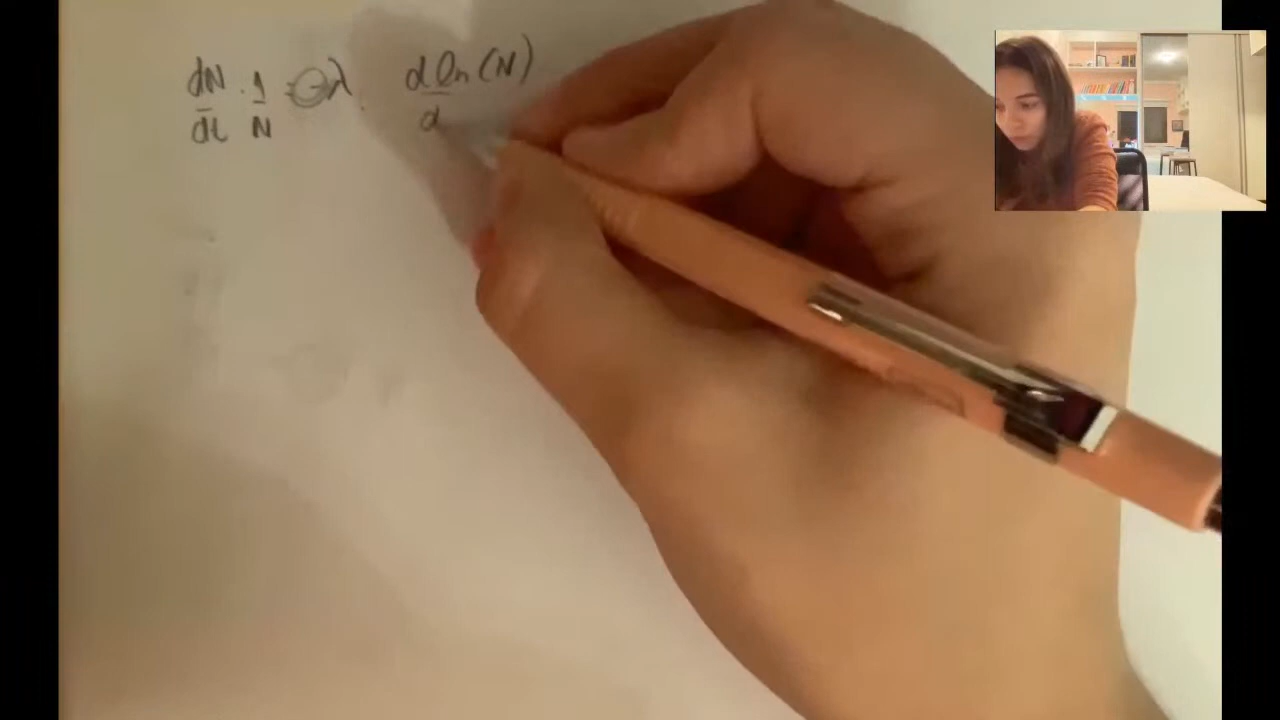 dN/dt · 1/N = -λ d ln(N)/d